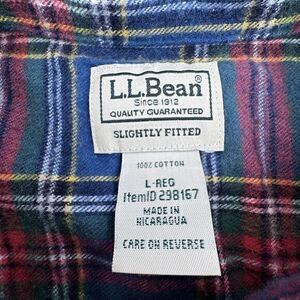 L.L.Bean®
Since 1912
QUALITY GUARANTEED
SLIGHTLY FITTED
100% COTTON
L-REG
ItemID 298167
MADE IN
NICARAGUA
CARE ON REVERSE